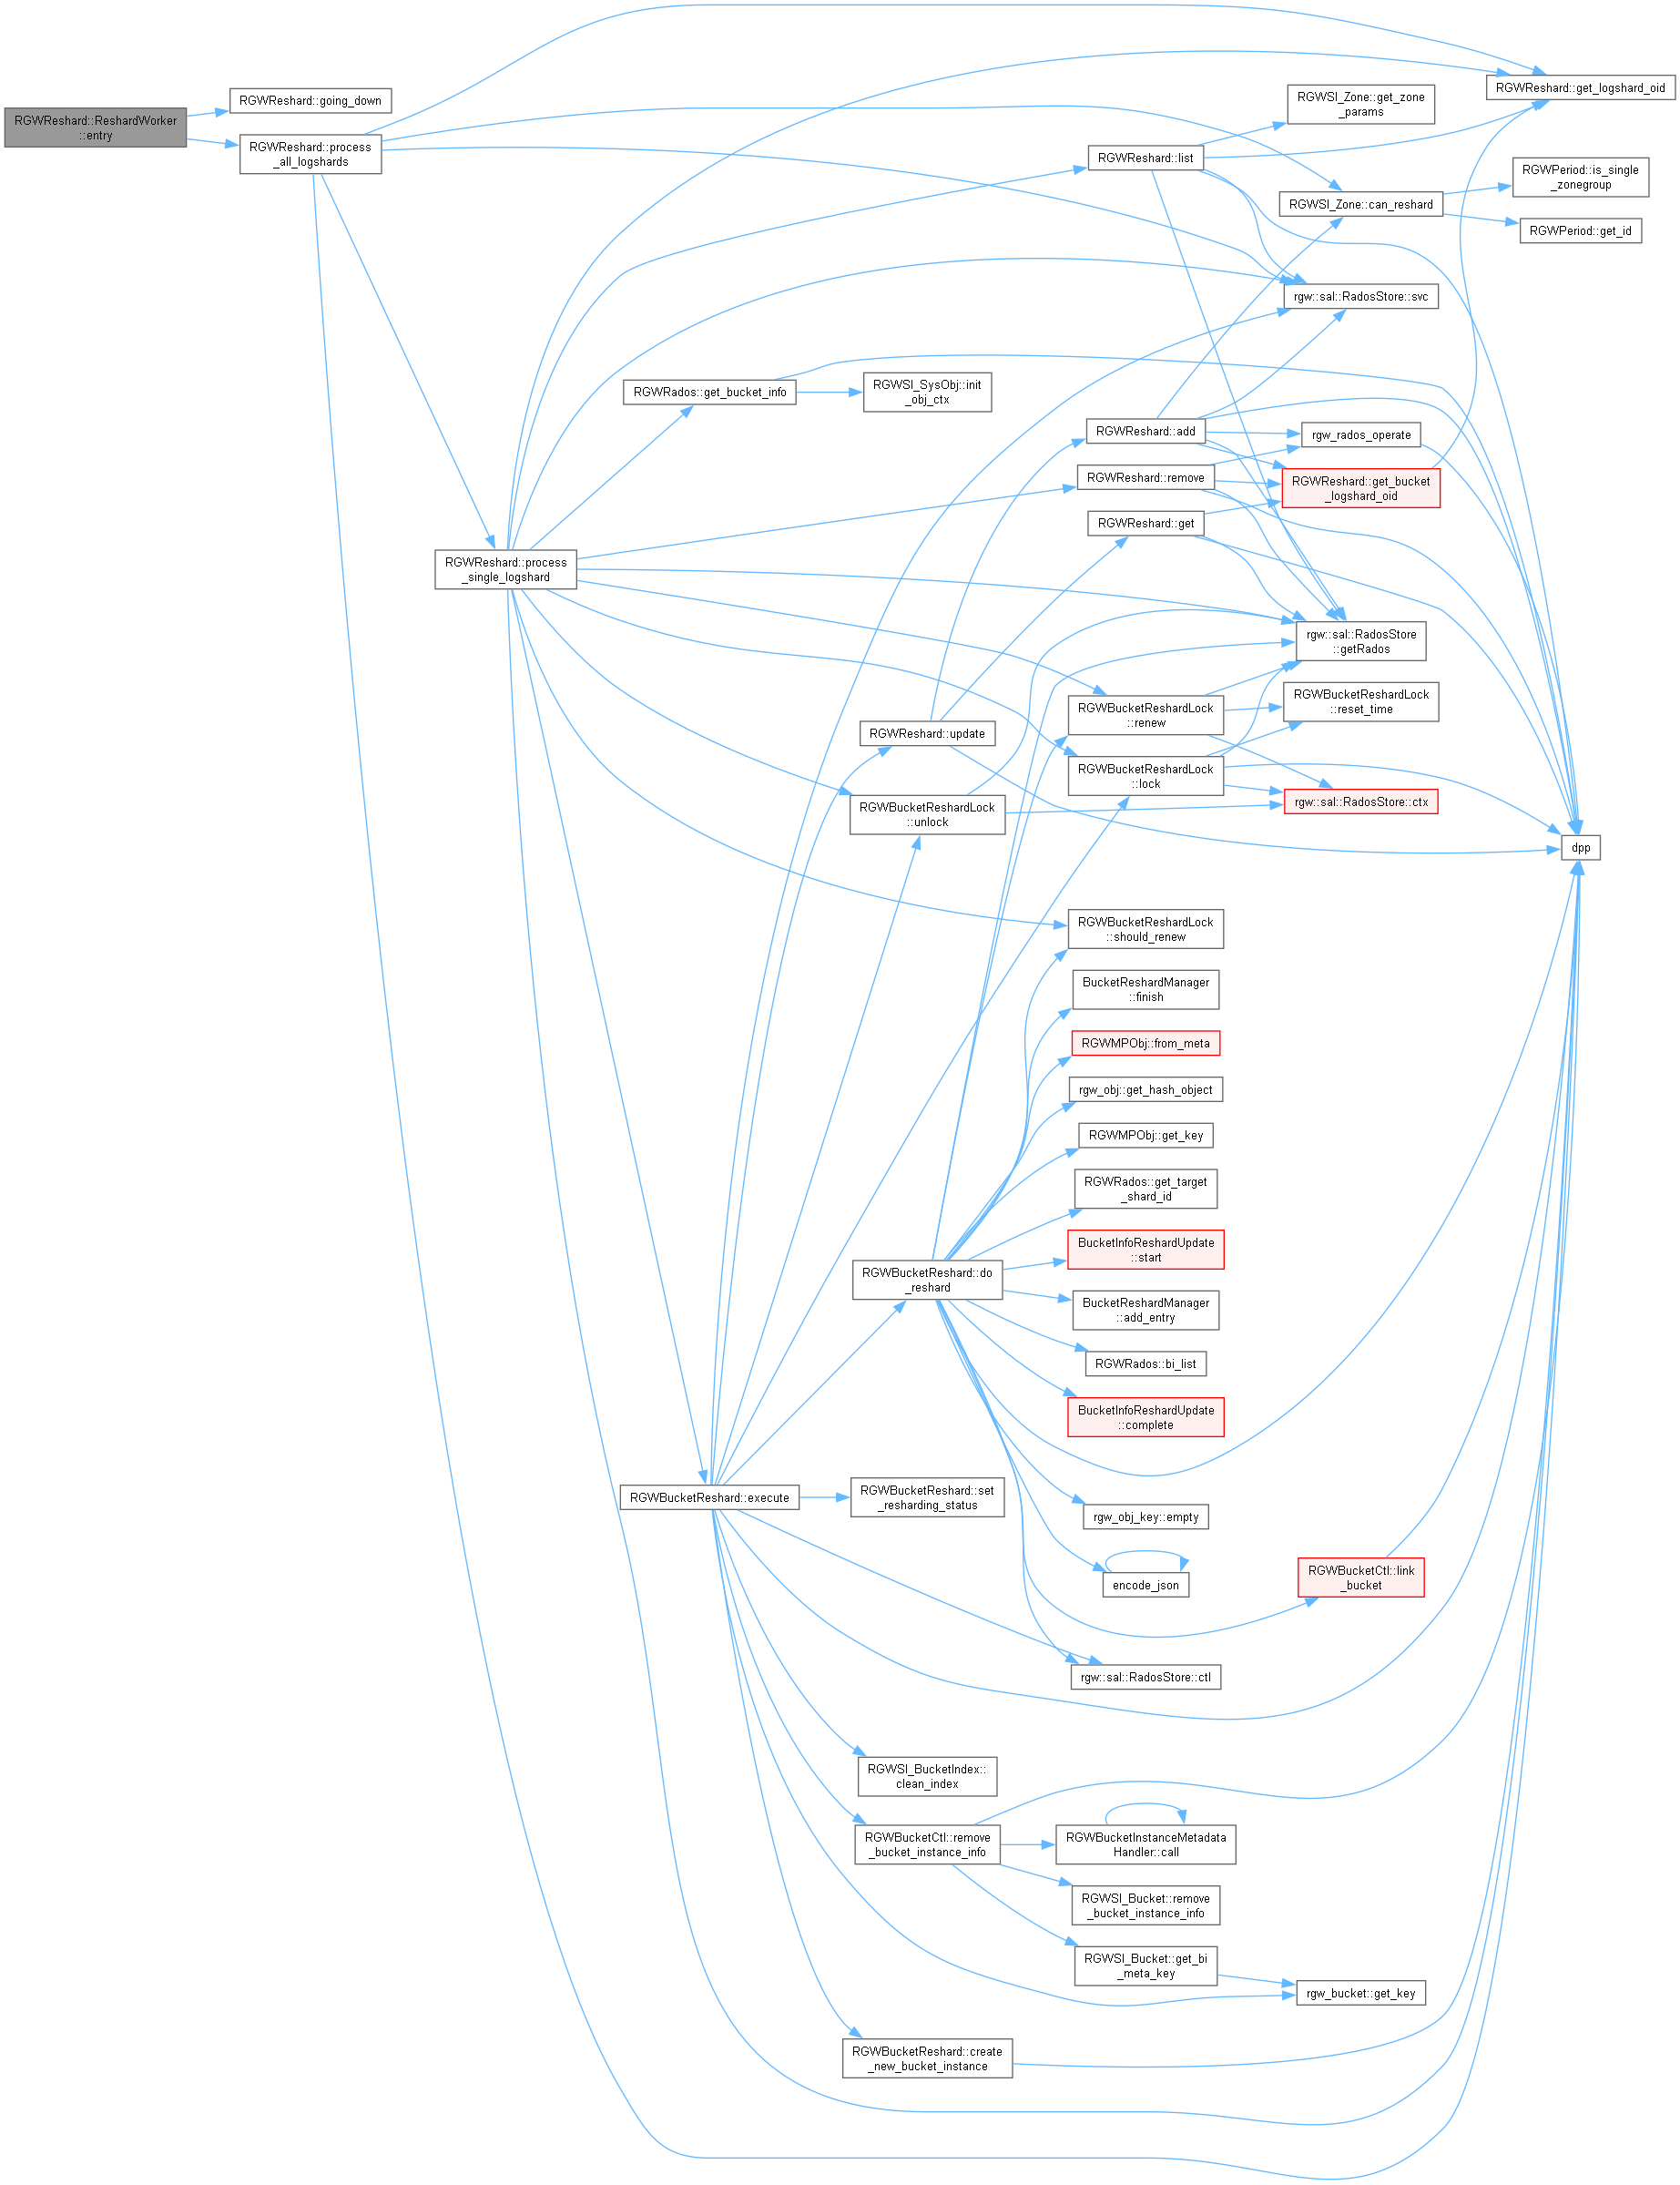 RGWReshard::ReshardWorker
::entry
RGWReshard::going_down
RGWReshard::process
_all_logshards
RGWReshard::get_logshard_oid
RGWSI_Zone::get_zone
_params
RGWReshard::list
RGWPeriod::is_single
_zonegroup
RGWSI_Zone::can_reshard
RGWPeriod::get_id
rgw::sal::RadosStore::svc
RGWRados::get_bucket_info
RGWSI_SysObj::init
_obj_ctx
RGWReshard::add
rgw_rados_operate
RGWReshard::remove
RGWReshard::get_bucket
_logshard_oid
RGWReshard::get
RGWReshard::process
_single_logshard
rgw::sal::RadosStore
::getRados
RGWBucketReshardLock
::renew
RGWBucketReshardLock
::reset_time
RGWReshard::update
RGWBucketReshardLock
::lock
rgw::sal::RadosStore::ctx
RGWBucketReshardLock
::unlock
dpp
RGWBucketReshardLock
::should_renew
BucketReshardManager
::finish
RGWMPObj::from_meta
rgw_obj::get_hash_object
RGWMPObj::get_key
RGWRados::get_target
_shard_id
BucketInfoReshardUpdate
::start
RGWBucketReshard::do
_reshard
BucketReshardManager
::add_entry
RGWRados::bi_list
BucketInfoReshardUpdate
::complete
RGWBucketReshard::execute
RGWBucketReshard::set
_resharding_status
rgw_obj_key::empty
encode_json
RGWBucketCtl::link
_bucket
rgw::sal::RadosStore::ctl
RGWSI_BucketIndex::
clean_index
RGWBucketCtl::remove
_bucket_instance_info
RGWBucketInstanceMetadata
Handler::call
RGWSI_Bucket::remove
_bucket_instance_info
RGWSI_Bucket::get_bi
_meta_key
rgw_bucket::get_key
RGWBucketReshard::create
_new_bucket_instance